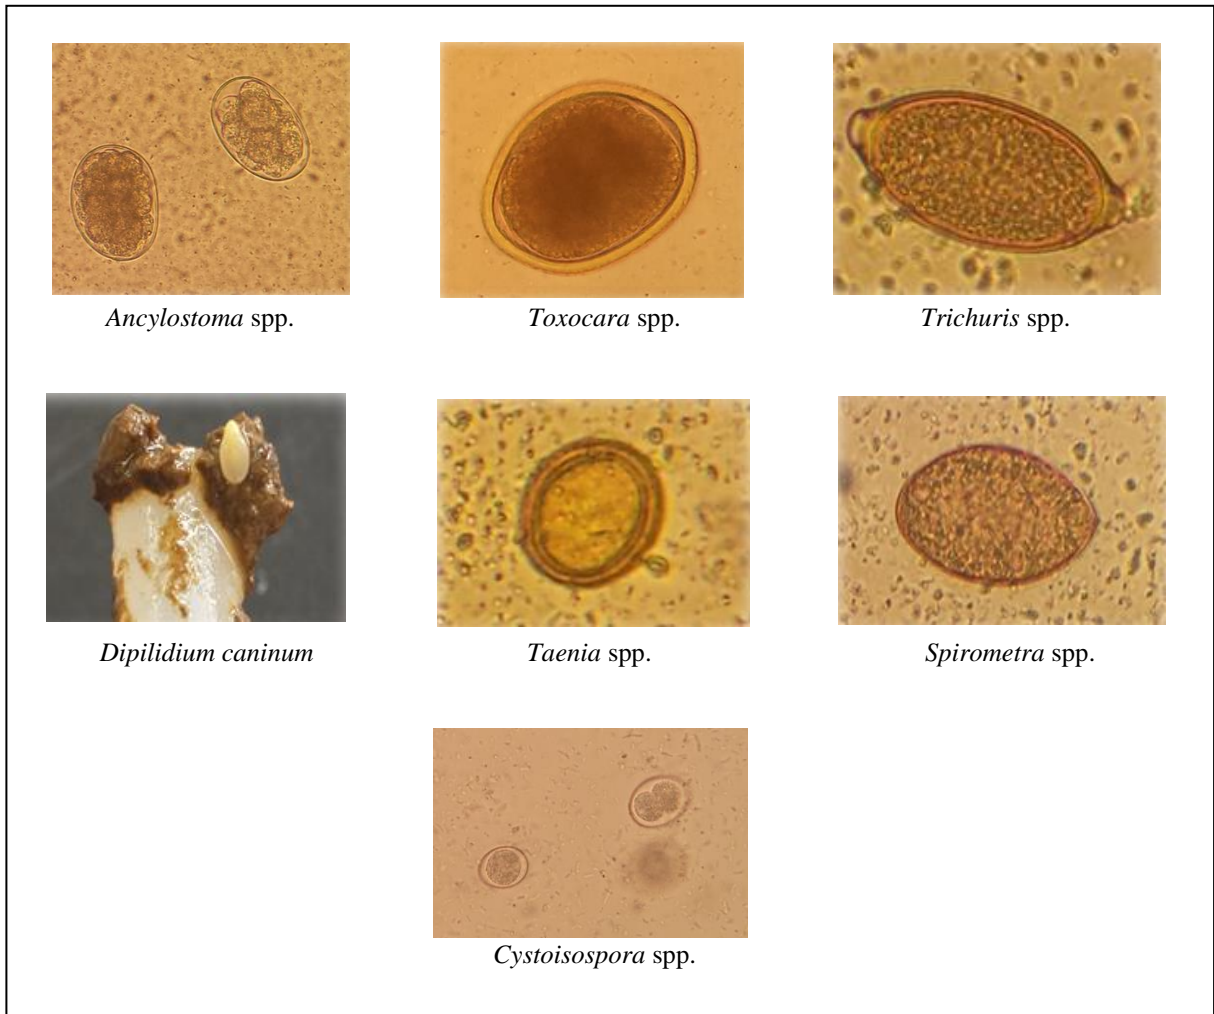 Ancylostoma spp.
Toxocara spp.
Trichuris spp.
Dipilidium caninum
Taenia spp.
Spirometra spp.
Cystoisospora spp.